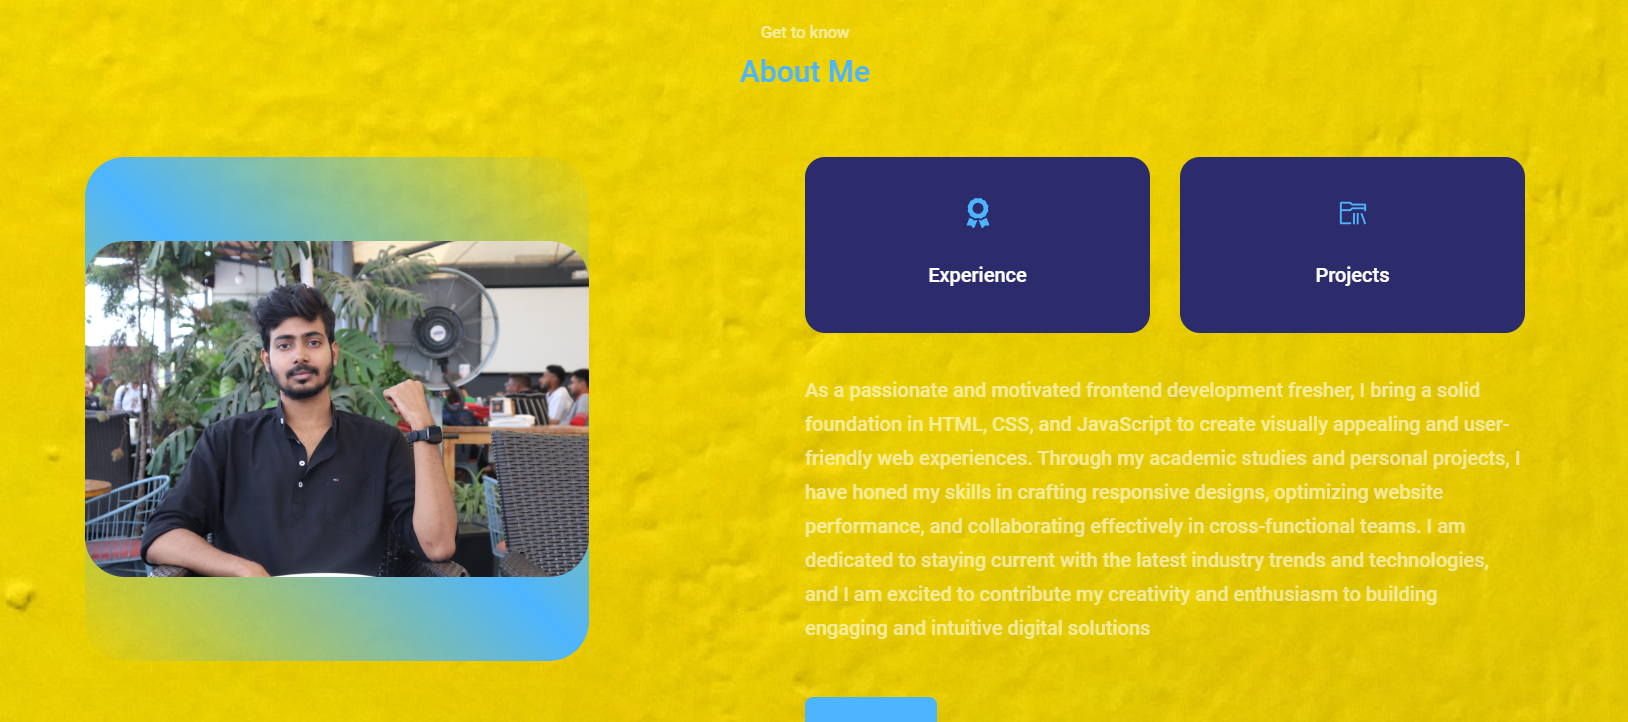 Get to know
About Me
Experience
Projects
As a passionate and motivated frontend development fresher, I bring a solid
foundation in HTML, CSS, and JavaScript to create visually appealing and user-
friendly web experiences. Through my academic studies and personal projects, I
have honed my skills in crafting responsive designs, optimizing website
performance, and collaborating effectively in cross-functional teams. I am
dedicated to staying current with the latest industry trends and technologies,
and I am excited to contribute my creativity and enthusiasm to building
engaging and intuitive digital solutions